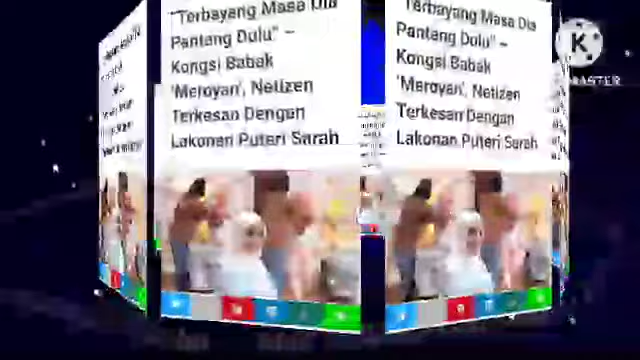 "Terbayang Masa Dia
Pantang Dulu" –
Kongsi Babak
'Meroyan', Netizen
Terkesan Dengan
Lakonan Puteri Sarah
"Terbayang Masa Dia
Pantang Dulu" –
Kongsi Babak
'Meroyan', Netizen
Terkesan Dengan
Lakonan Puteri Sarah
K